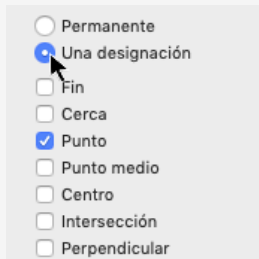 Permanente
Una designación
Fin
Cerca
Punto
Punto medio
Centro
Intersección
Perpendicular